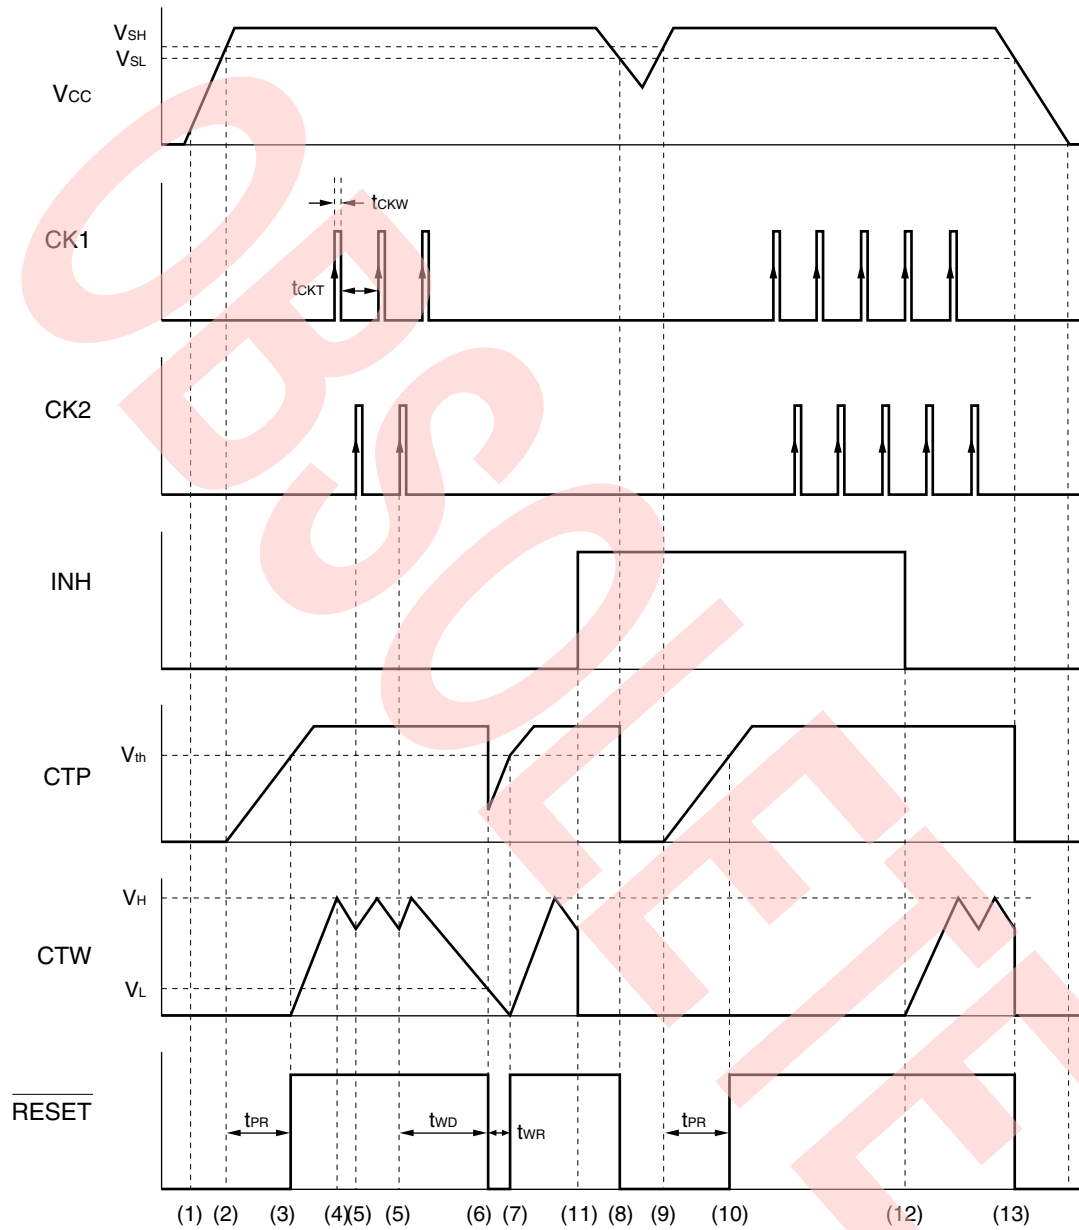 VSH
VSL
VCC
tCKW
CK1
tCKT
CK2
INH
Vth
CTP
VH
CTW
VL
RESET
tPR
tWD
tWR
tPR
(1) (2) (3) (4) (5) (5) (6) (7) (11) (8) (9) (10) (12) (13)
OBSOLETE